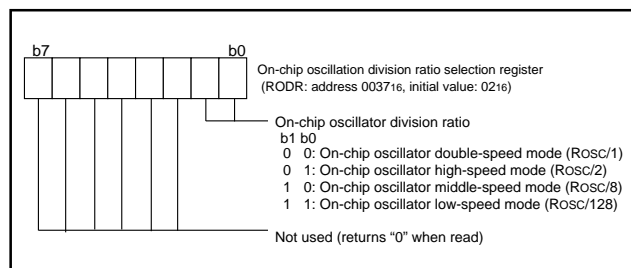 b7 b0
On-chip oscillation division ratio selection register
(RODR: address 003716, initial value: 0216)
On-chip oscillator division ratio
b1 b0
0 0: On-chip oscillator double-speed mode (ROSC/1)
0 1: On-chip oscillator high-speed mode (ROSC/2)
1 0: On-chip oscillator middle-speed mode (ROSC/8)
1 1: On-chip oscillator low-speed mode (ROSC/128)
Not used (returns “0” when read)